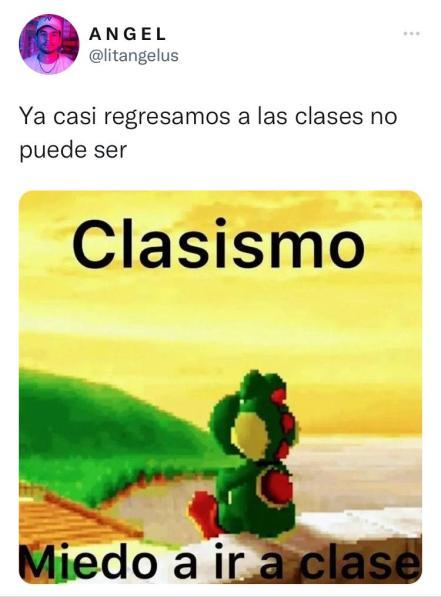 ANGEL
@litangelus
Ya casi regresamos a las clases no
puede ser
Clasismo
Miedo a ir a clase